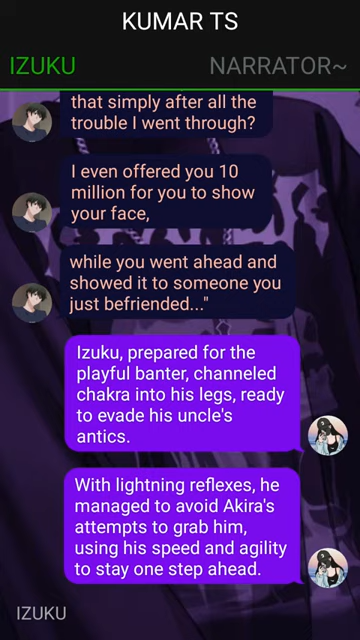 KUMAR TS
IZUKU
NARRATOR~
that simply after all the
trouble I went through?
I even offered you 10
million for you to show
your face,
while you went ahead and
showed it to someone you
just befriended..."
Izuku, prepared for the
playful banter, channeled
chakra into his legs, ready
to evade his uncle's
antics.
With lightning reflexes, he
managed to avoid Akira's
attempts to grab him,
using his speed and agility
to stay one step ahead.
IZUKU